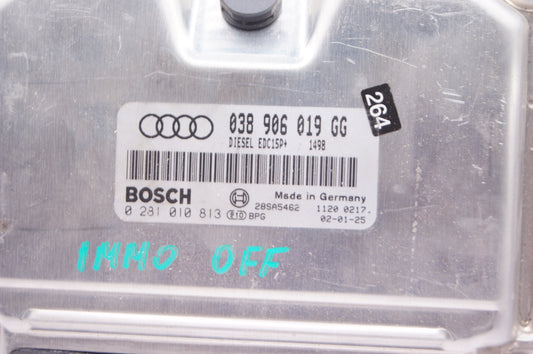 038 906 019 GG
DIESEL EDC15P+ 1498
264
BOSCH
Made in Germany
0 281 010 813 BPG
28SA5462 1120 0217.
02-01-25
IMMO OFF